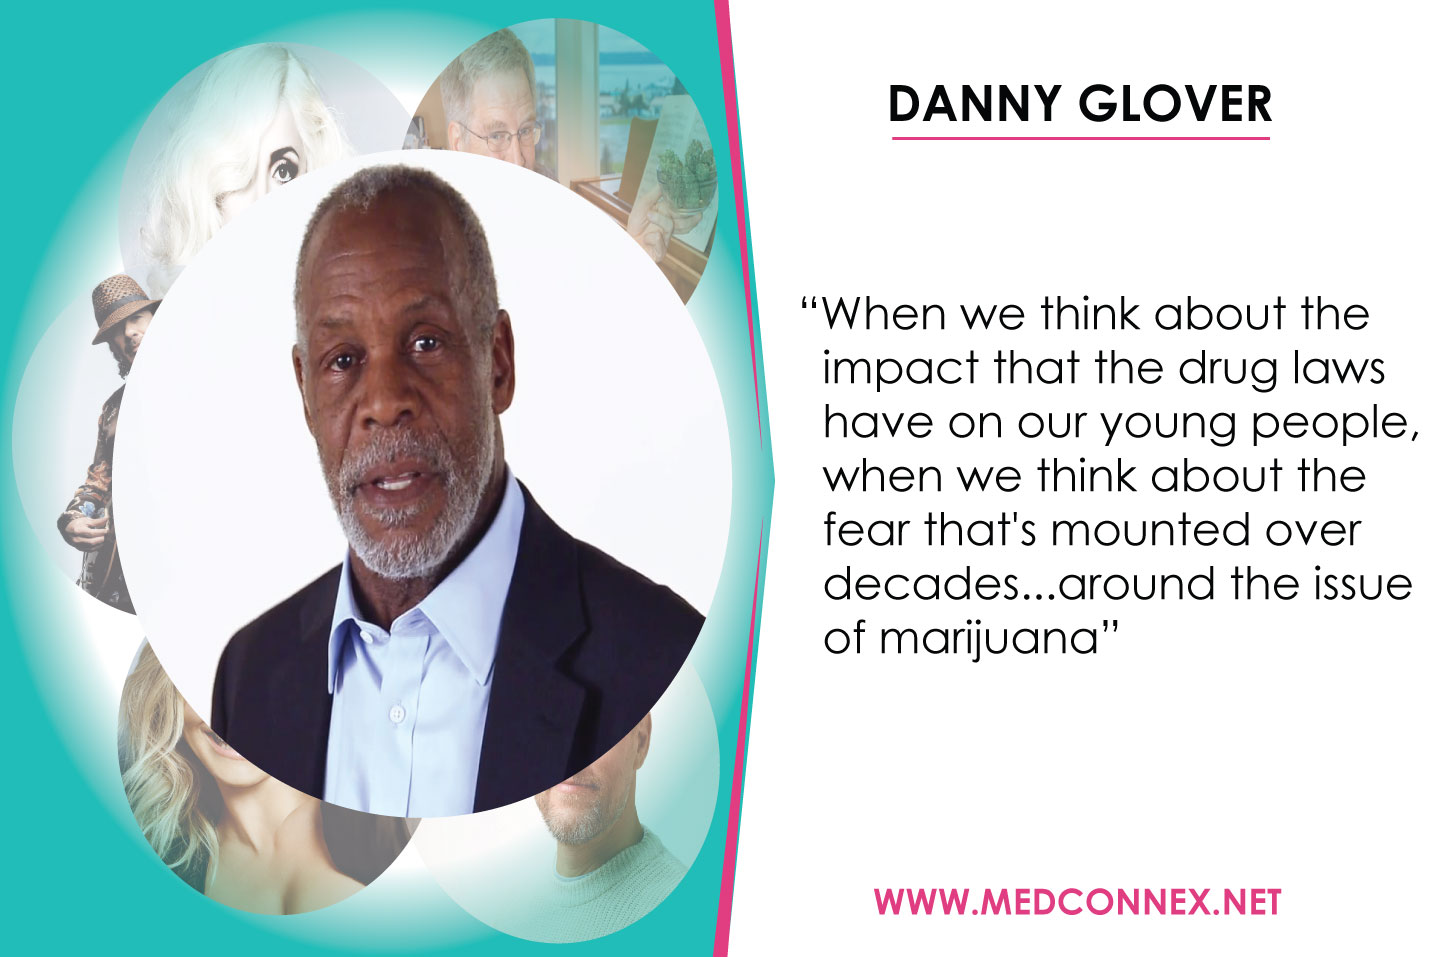 DANNY GLOVER
“When we think about the
impact that the drug laws
have on our young people,
when we think about the
fear that's mounted over
decades...around the issue
of marijuana”
WWW.MEDCONNEX.NET